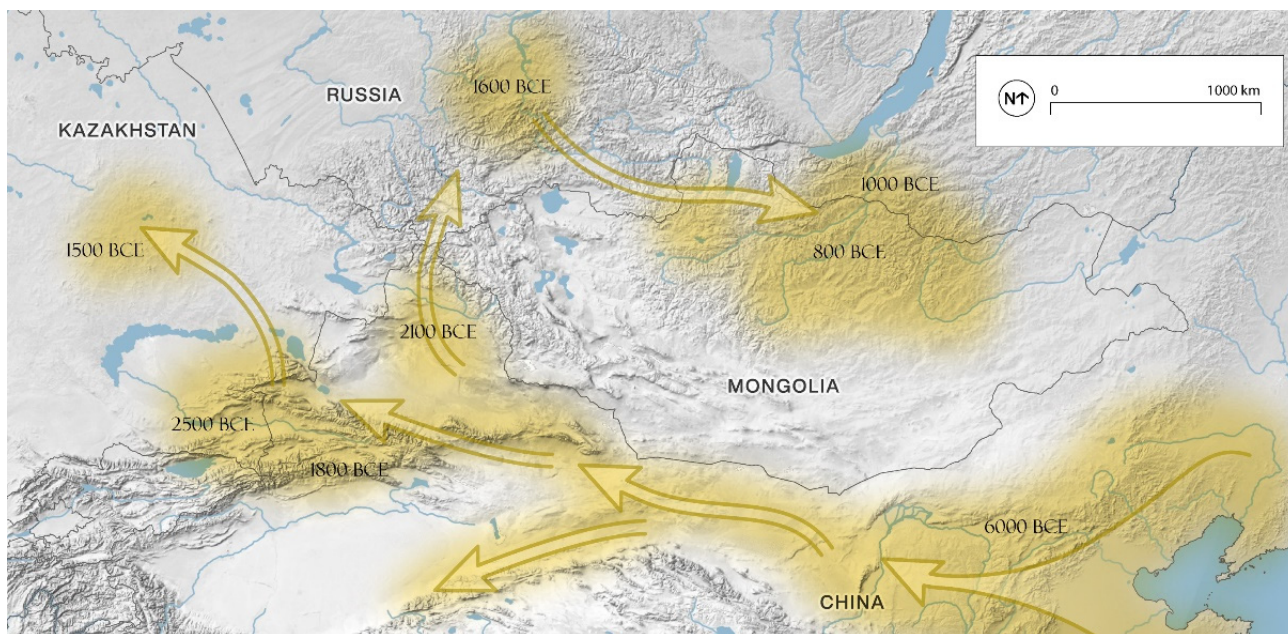 1600 BCE
RUSSIA
N↑ 0 1000 km
KAZAKHSTAN
1000 BCE
1500 BCE
800 BCE
2100 BCE
MONGOLIA
2500 BCE
1800 BCE
6000 BCE
CHINA